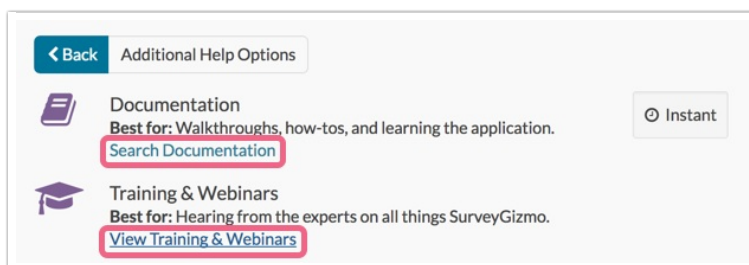 Back Additional Help Options
Documentation
Best for: Walkthroughs, how-tos, and learning the application.
Instant
Search Documentation
Training & Webinars
Best for: Hearing from the experts on all things SurveyGizmo.
View Training & Webinars